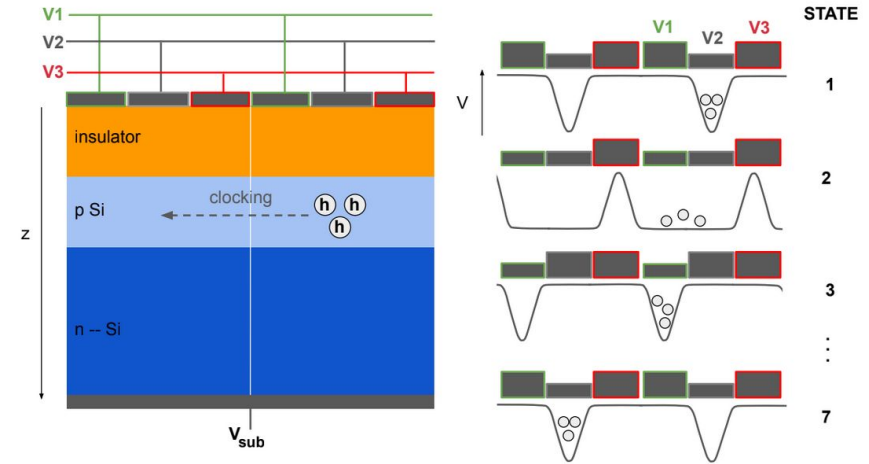 V1
V2
V3
insulator
clocking
p Si
h h
h
z
n -- Si
Vsub
STATE
V1
V2
V3
V
1
2
3
.
.
.
7